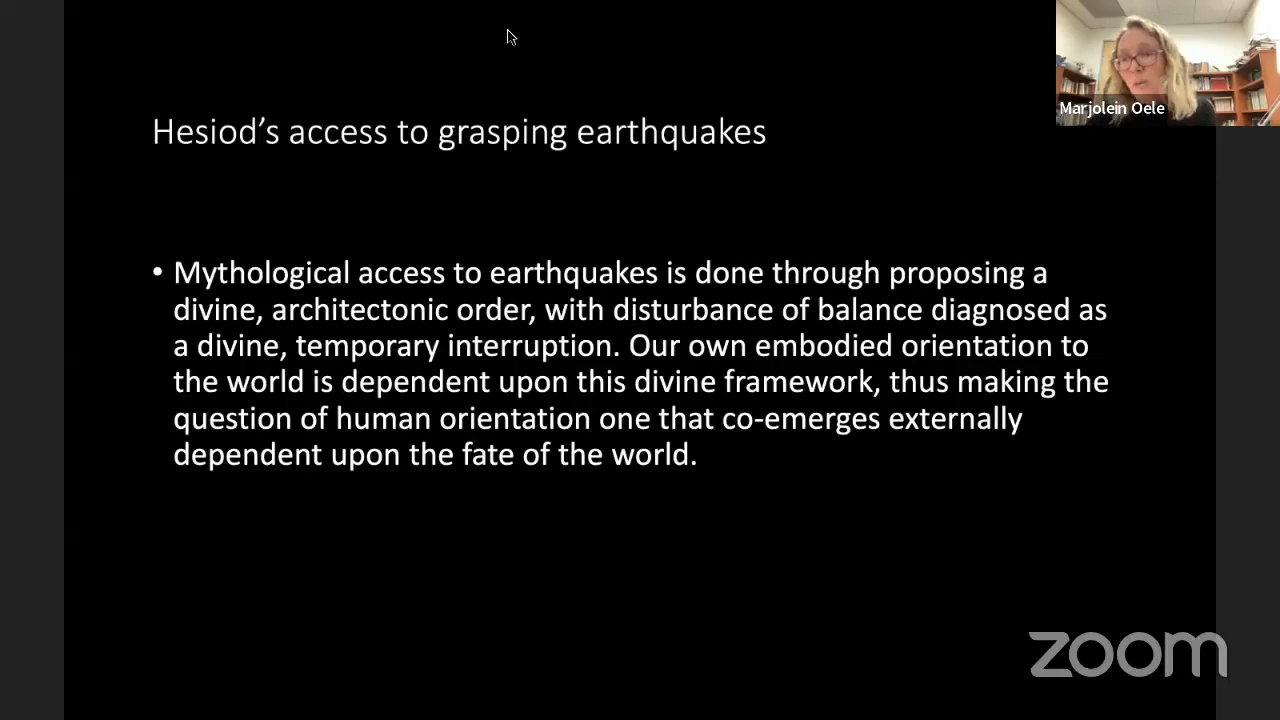 Marjolein Oele
Hesiod’s access to grasping earthquakes
• Mythological access to earthquakes is done through proposing a
divine, architectonic order, with disturbance of balance diagnosed as
a divine, temporary interruption. Our own embodied orientation to
the world is dependent upon this divine framework, thus making the
question of human orientation one that co-emerges externally
dependent upon the fate of the world.
zoom